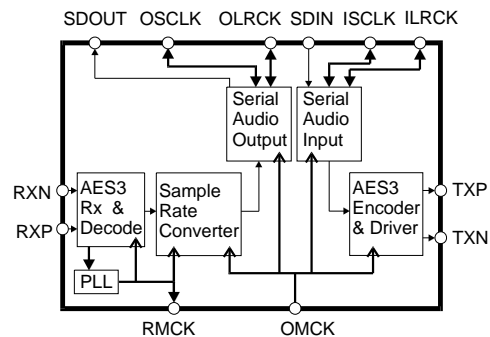 SDOUT OSCLK OLRCK SDIN ISCLK ILRCK
Serial
Audio
Output
Serial
Audio
Input
RXN
RXP
AES3
Rx &
Decode
Sample
Rate
Converter
AES3
Encoder
& Driver
TXP
TXN
PLL
RMCK
OMCK